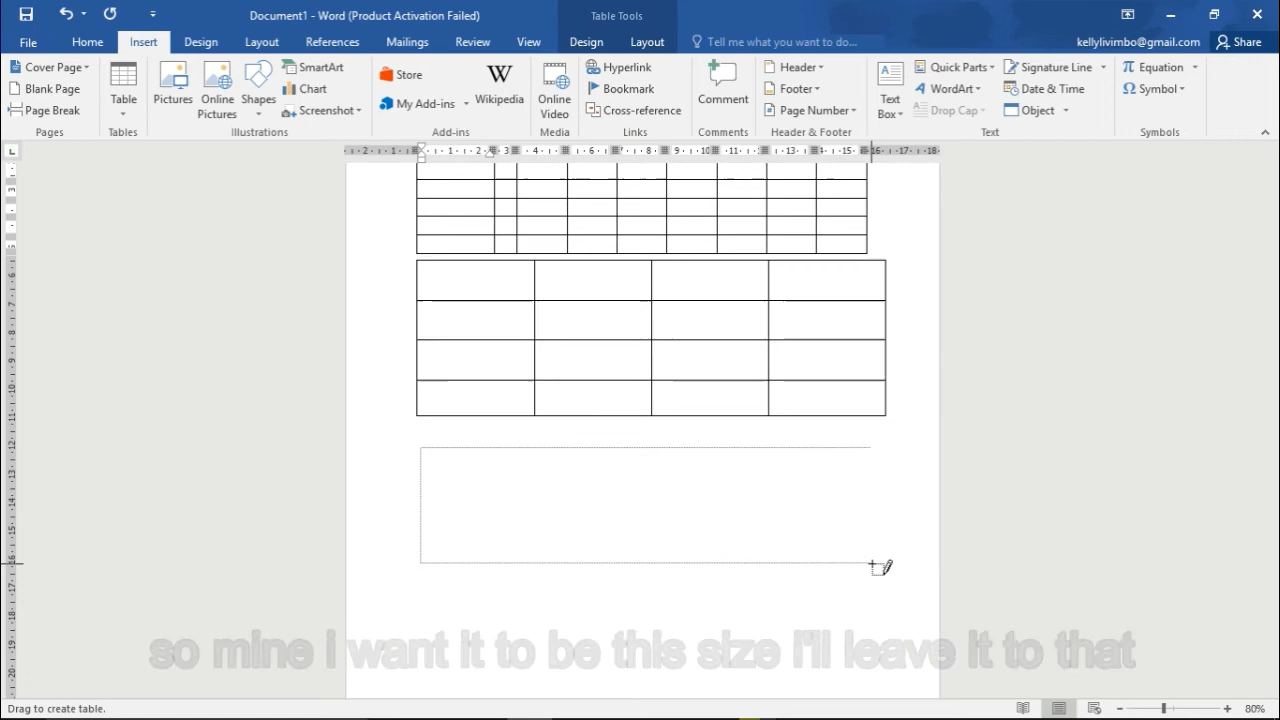 Document1 - Word (Product Activation Failed)
Table Tools
File Home Insert Design Layout References Mailings Review View Design Layout Tell me what you want to do... kellylivimbo@gmail.com Share
Cover Page
Blank Page
Page Break
Pages
Table
Tables
Pictures
Online Pictures
Shapes
SmartArt
Chart
Screenshot
Illustrations
Store
My Add-ins
Wikipedia
W
Add-ins
Online Video
Media
Hyperlink
Bookmark
Cross-reference
Links
Comment
Comments
Header
Footer
Page Number
Header & Footer
Text Box
Quick Parts
WordArt
Drop Cap
Signature Line
Date & Time
Object
Text
Equation
Symbol
Symbols
so mine i want it to be this size i'll leave it to that
Drag to create table.
80%